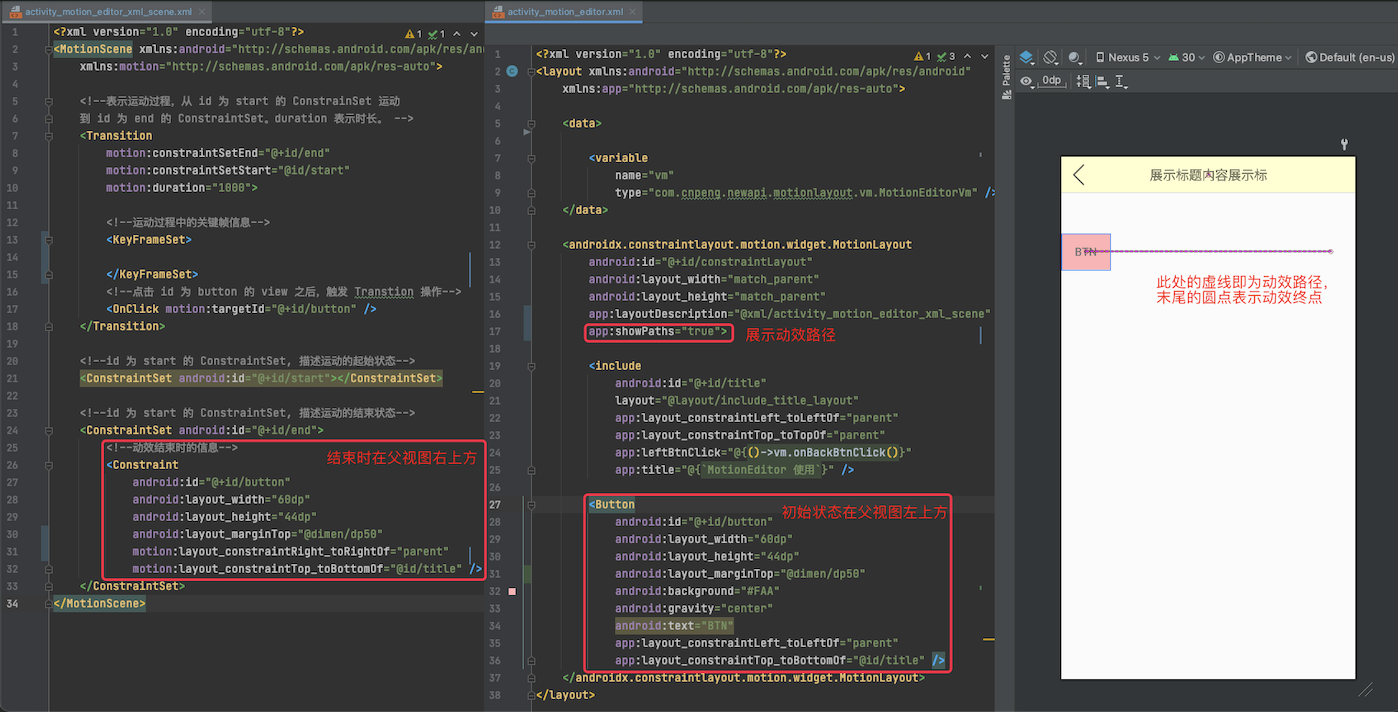 activity_motion_editor_xml_scene.xml
1 <?xml version="1.0" encoding="utf-8"?>
2 <MotionScene xmlns:android="http://schemas.android.com/apk/res/an
3 xmlns:motion="http://schemas.android.com/apk/res-auto">
4
5 <!--表示运动过程，从 id 为 start 的 ConstrainSet 运动
6 到 id 为 end 的 ConstraintSet。duration 表示时长。 -->
7 <Transition
8 motion:constraintSetEnd="@+id/end"
9 motion:constraintSetStart="@id/start"
10 motion:duration="1000">
11
12 <!--运动过程中的关键帧信息-->
13 <KeyFrameSet>
14
15 </KeyFrameSet>
16 <!--点击 id 为 button 的 view 之后，触发 Transtion 操作-->
17 <OnClick motion:targetId="@+id/button" />
18 </Transition>
19
20 <!--id 为 start 的 ConstraintSet, 描述运动的起始状态-->
21 <ConstraintSet android:id="@+id/start"></ConstraintSet>
22
23 <!--id 为 start 的 ConstraintSet, 描述运动的结束状态-->
24 <ConstraintSet android:id="@+id/end">
25 <!--动效结束时的信息-->
结束时在父视图右上方
26 <Constraint
27 android:id="@+id/button"
28 android:layout_width="60dp"
29 android:layout_height="44dp"
30 android:layout_marginTop="@dimen/dp50"
31 motion:layout_constraintRight_toRightOf="parent"
32 motion:layout_constraintTop_toBottomOf="@id/title" />
33 </ConstraintSet>
34 </MotionScene>
1 1
activity_motion_editor.xml
1 <?xml version="1.0" encoding="utf-8"?>
2 <layout xmlns:android="http://schemas.android.com/apk/res/android"
3 xmlns:app="http://schemas.android.com/apk/res-auto">
4
5 <data>
6
7 <variable
8 name="vm"
9 type="com.cnpeng.newapi.motionlayout.vm.MotionEditorVm" />
10 </data>
11
12 <androidx.constraintlayout.motion.widget.MotionLayout
13 android:id="@+id/constraintLayout"
14 android:layout_width="match_parent"
15 android:layout_height="match_parent"
16 app:layoutDescription="@xml/activity_motion_editor_xml_scene"
17 app:showPaths="true">
展示动效路径
18
19 <include
20 android:id="@+id/title"
21 layout="@layout/include_title_layout"
22 app:layout_constraintLeft_toLeftOf="parent"
23 app:layout_constraintTop_toTopOf="parent"
24 app:leftBtnClick="@{()->vm.onBackBtnClick()}"
25 app:title="@{`MotionEditor 使用`}" />
26
27 <Button
初始状态在父视图左上方
28 android:id="@+id/button"
29 android:layout_width="60dp"
30 android:layout_height="44dp"
31 android:layout_marginTop="@dimen/dp50"
32 android:background="#FAA"
33 android:gravity="center"
34 android:text="BTN"
35 app:layout_constraintLeft_toLeftOf="parent"
36 app:layout_constraintTop_toBottomOf="@id/title" />
37 </androidx.constraintlayout.motion.widget.MotionLayout>
38 </layout>
1 3
Palette
Nexus 5
30
AppTheme
Default (en-us)
0dp
展示标题内容展示标
BTN
此处的虚线即为动效路径，
末尾的圆点表示动效终点